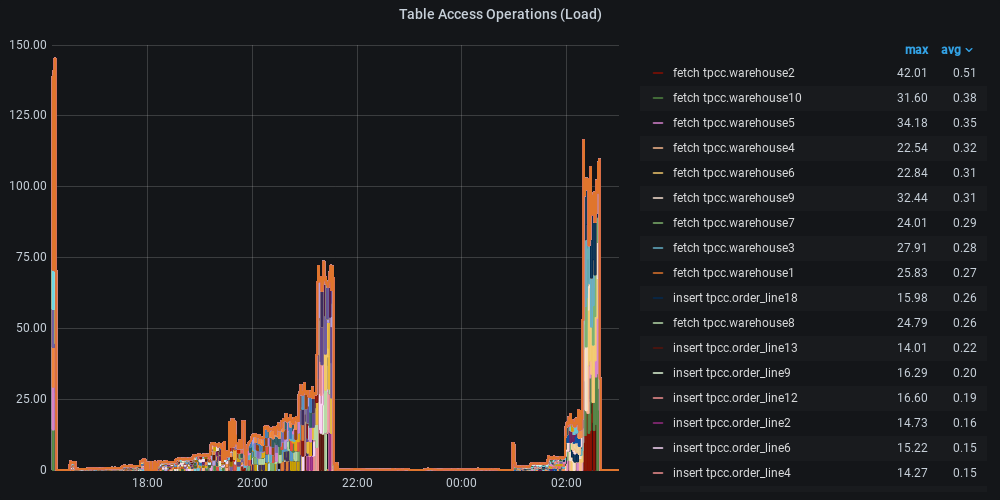 Table Access Operations (Load)
150.00
125.00
100.00
75.00
50.00
25.00
0
18:00 20:00 22:00 00:00 02:00
max avg
fetch tpcc.warehouse2 42.01 0.51
fetch tpcc.warehouse10 31.60 0.38
fetch tpcc.warehouse5 34.18 0.35
fetch tpcc.warehouse4 22.54 0.32
fetch tpcc.warehouse6 22.84 0.31
fetch tpcc.warehouse9 32.44 0.31
fetch tpcc.warehouse7 24.01 0.29
fetch tpcc.warehouse3 27.91 0.28
fetch tpcc.warehouse1 25.83 0.27
insert tpcc.order_line18 15.98 0.26
fetch tpcc.warehouse8 24.79 0.26
insert tpcc.order_line13 14.01 0.22
insert tpcc.order_line9 16.29 0.20
insert tpcc.order_line12 16.60 0.19
insert tpcc.order_line2 14.73 0.16
insert tpcc.order_line6 15.22 0.15
insert tpcc.order_line4 14.27 0.15